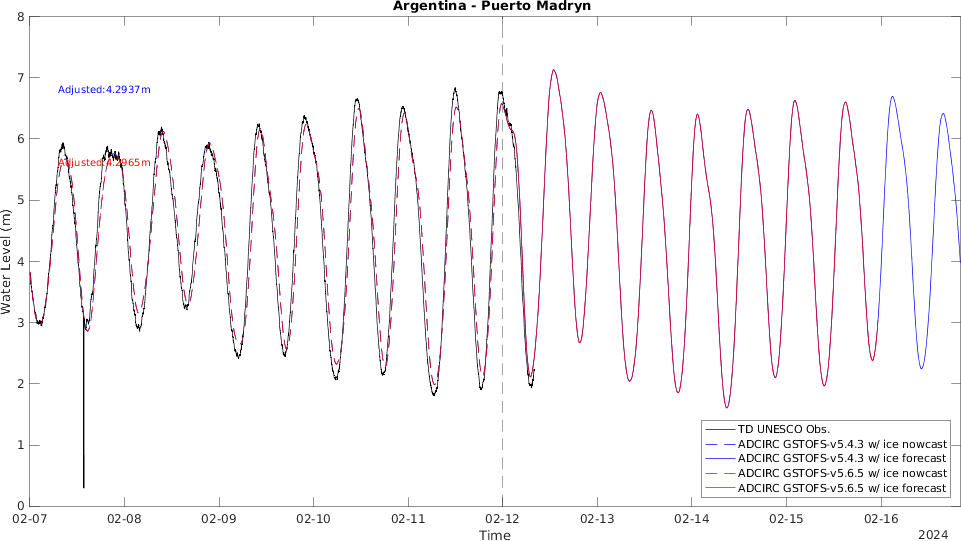 Argentina - Puerto Madryn
8
7
6
5
4
3
2
1
0
Water Level (m)
Adjusted:4.2937m
Adjusted:4.2965m
TD UNESCO Obs.
ADCIRC GSTOFS-v5.4.3 w/ ice nowcast
ADCIRC GSTOFS-v5.4.3 w/ ice forecast
ADCIRC GSTOFS-v5.6.5 w/ ice nowcast
ADCIRC GSTOFS-v5.6.5 w/ ice forecast
02-07 02-08 02-09 02-10 02-11 02-12 02-13 02-14 02-15 02-16
Time
2024